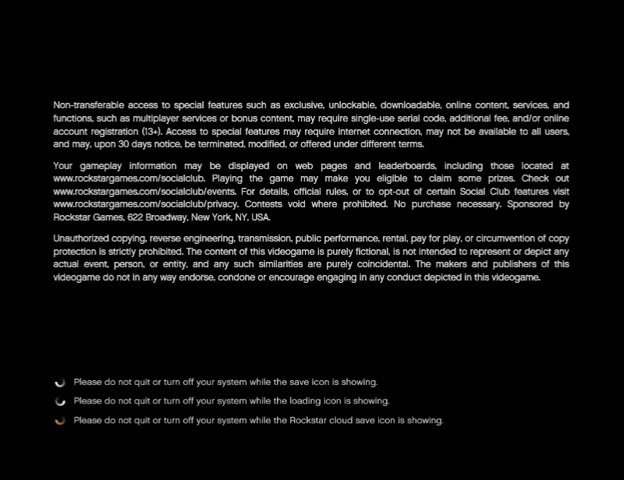 Non-transferable access to special features such as exclusive, unlockable, downloadable, online content, services, and
functions, such as multiplayer services or bonus content, may require single-use serial code, additional fee, and/or online
account registration (13+). Access to special features may require internet connection, may not be available to all users,
and may, upon 30 days notice, be terminated, modified, or offered under different terms.
Your gameplay information may be displayed on web pages and leaderboards, including those located at
www.rockstargames.com/socialclub. Playing the game may make you eligible to claim some prizes. Check out
www.rockstargames.com/socialclub/events. For details, official rules, or to opt-out of certain Social Club features visit
www.rockstargames.com/socialclub/privacy. Contests void where prohibited. No purchase necessary. Sponsored by
Rockstar Games, 622 Broadway, New York, NY, USA.
Unauthorized copying, reverse engineering, transmission, public performance, rental, pay for play, or circumvention of copy
protection is strictly prohibited. The content of this videogame is purely fictional, is not intended to represent or depict any
actual event, person, or entity, and any such similarities are purely coincidental. The makers and publishers of this
videogame do not in any way endorse, condone or encourage engaging in any conduct depicted in this videogame.
Please do not quit or turn off your system while the save icon is showing.
Please do not quit or turn off your system while the loading icon is showing.
Please do not quit or turn off your system while the Rockstar cloud save icon is showing.